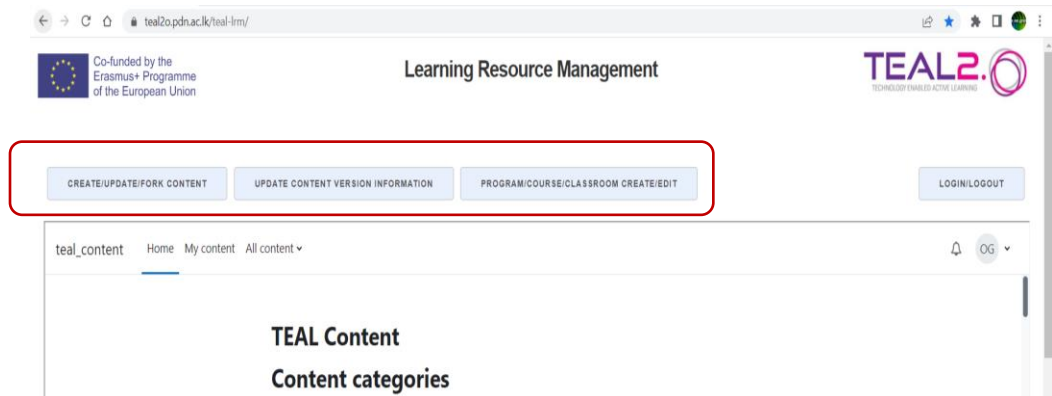 teal2o.pdn.ac.lk/teal-lrm/
Co-funded by the
Erasmus+ Programme
of the European Union
Learning Resource Management
TEAL2.O
TECHNOLOGY ENABLED ACTIVE LEARNING
CREATE/UPDATE/FORK CONTENT
UPDATE CONTENT VERSION INFORMATION
PROGRAM/COURSE/CLASSROOM CREATE/EDIT
LOGIN/LOGOUT
teal_content Home My content All content
OG
TEAL Content
Content categories